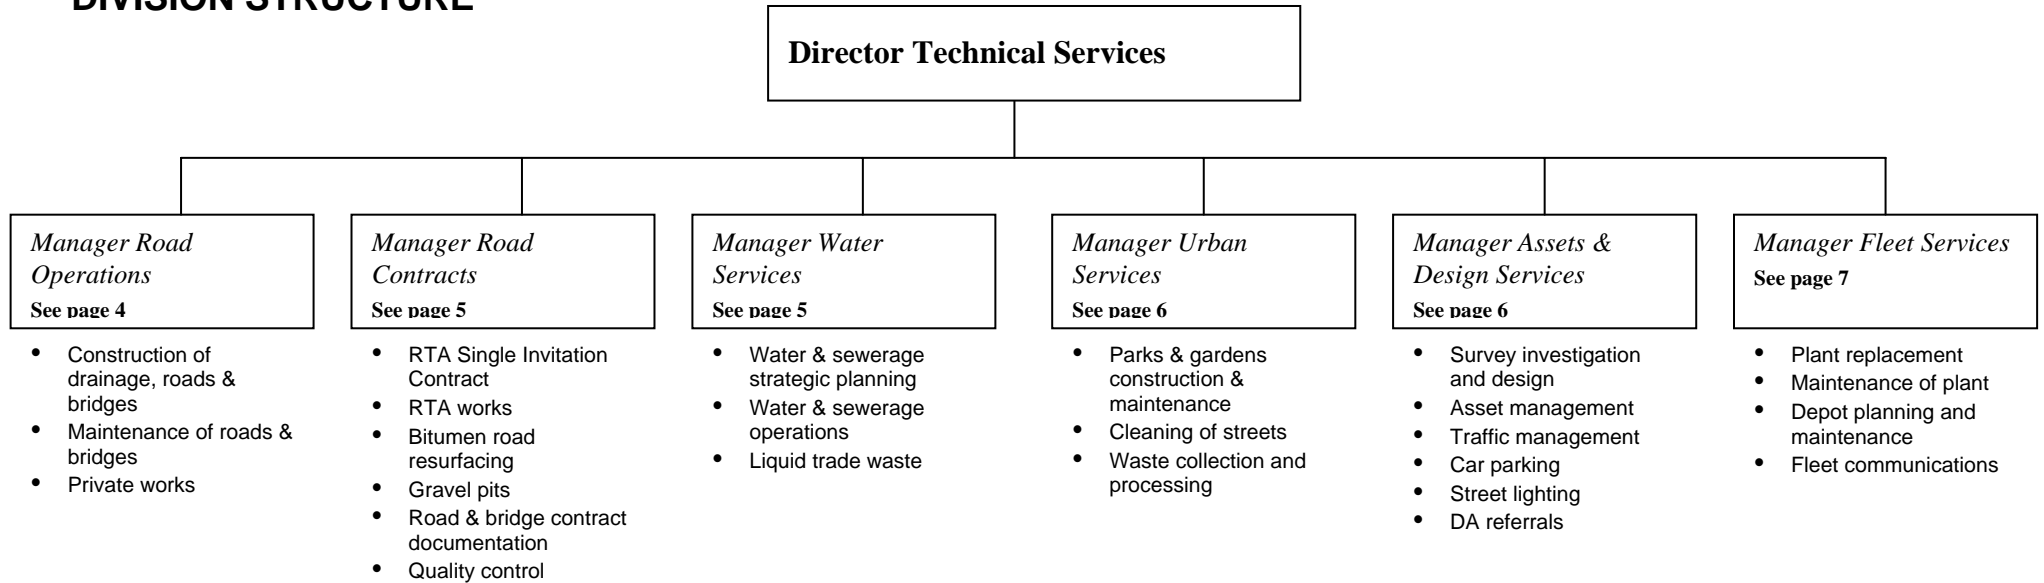 DIVISION STRUCTURE
Director Technical Services
Manager Road
Operations
See page 4
• Construction of
drainage, roads &
bridges
• Maintenance of roads &
bridges
• Private works
Manager Road
Contracts
See page 5
• RTA Single Invitation
Contract
• RTA works
• Bitumen road
resurfacing
• Gravel pits
• Road & bridge contract
documentation
• Quality control
Manager Water
Services
See page 5
• Water & sewerage
strategic planning
• Water & sewerage
operations
• Liquid trade waste
Manager Urban
Services
See page 6
• Parks & gardens
construction &
maintenance
• Cleaning of streets
• Waste collection and
processing
Manager Assets &
Design Services
See page 6
• Survey investigation
and design
• Asset management
• Traffic management
• Car parking
• Street lighting
• DA referrals
Manager Fleet Services
See page 7
• Plant replacement
• Maintenance of plant
• Depot planning and
maintenance
• Fleet communications